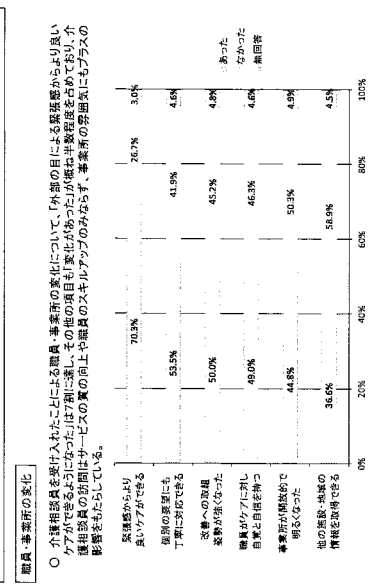 職員・事業所の変化
○ 介護相談員を受け入れたことによる職員・事業所の変化について、「外部の目による緊張感からより良い
ケアができるようになった」は7割に達し、その他の項目も「変化があった」が概ね半数程度を占めており、介
護相談員の訪問はサービスの質の向上や職員のスキルアップのみならず、事業所の雰囲気にもプラスの
影響をもたらしている。
緊張感からより
良いケアができる
70.3% 26.7% 3.0%
個別の要望にも
丁寧に対応できる
53.5% 41.9% 4.6%
改善への取組
姿勢が強くなった
50.0% 45.2% 4.8%
職員がケアに対し
自覚と自信を持つ
49.0% 46.3% 4.6%
事業所が開放的で
明るくなった
44.8% 50.3% 4.9%
他の施設・地域の
情報を取得できる
36.6% 58.9% 4.5%
0% 20% 40% 60% 80% 100%
あった
なかった
無回答